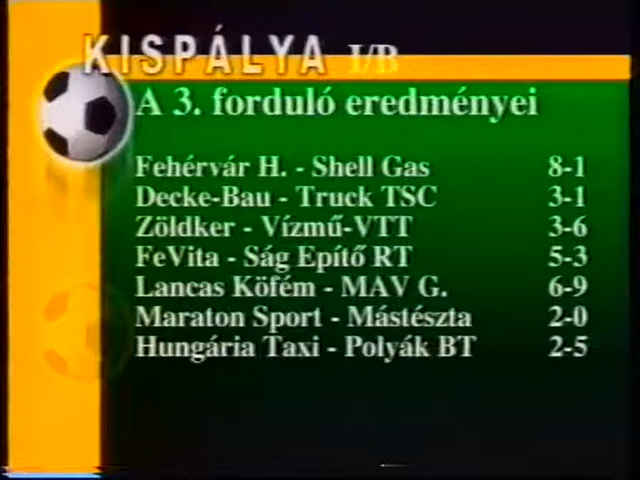 KISPÁLYA I/B
A 3. forduló eredményei
Fehérvár H. - Shell Gas 8-1
Decke-Bau - Truck TSC 3-1
Zöldker - Vízmű-VTT 3-6
FeVita - Ság Epítő RT 5-3
Lancas Köfém - MAV G. 6-9
Maraton Sport - Mástészta 2-0
Hungária Taxi - Polyák BT 2-5